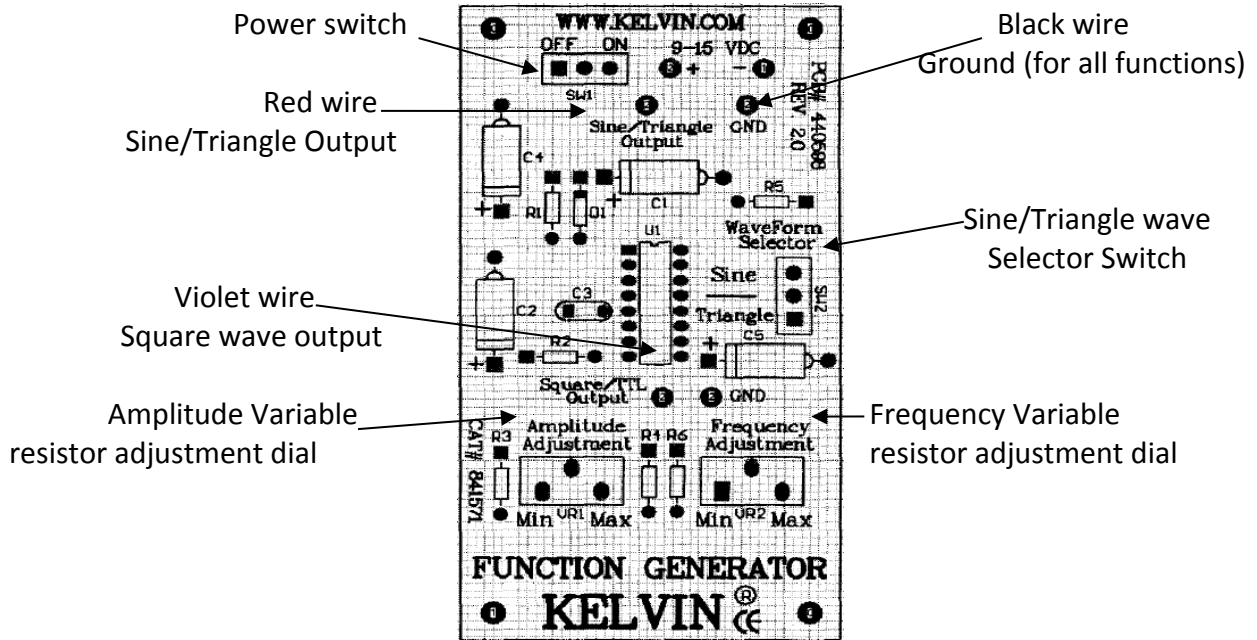 Power switch
Red wire
Sine/Triangle Output
Violet wire
Square wave output
Amplitude Variable
resistor adjustment dial
WWW.KELVIN.COM
OFF ON
9-15 VDC
+ -
SW1
Sine/Triangle
Output
GND
PCB# 440588
REV. 2.0
C4
+
R1
D1
+
C1
R5
WaveForm
Selector
U1
Sine
Triangle
SW2
C2
+
C3
R2
+
C5
Square/TTL
Output
GND
CAT# 841571
R3
Amplitude
Adjustment
R4
R6
Frequency
Adjustment
Min VR1 Max
Min VR2 Max
FUNCTION GENERATOR
KELVIN ® CE
Black wire
Ground (for all functions)
Sine/Triangle wave
Selector Switch
Frequency Variable
resistor adjustment dial